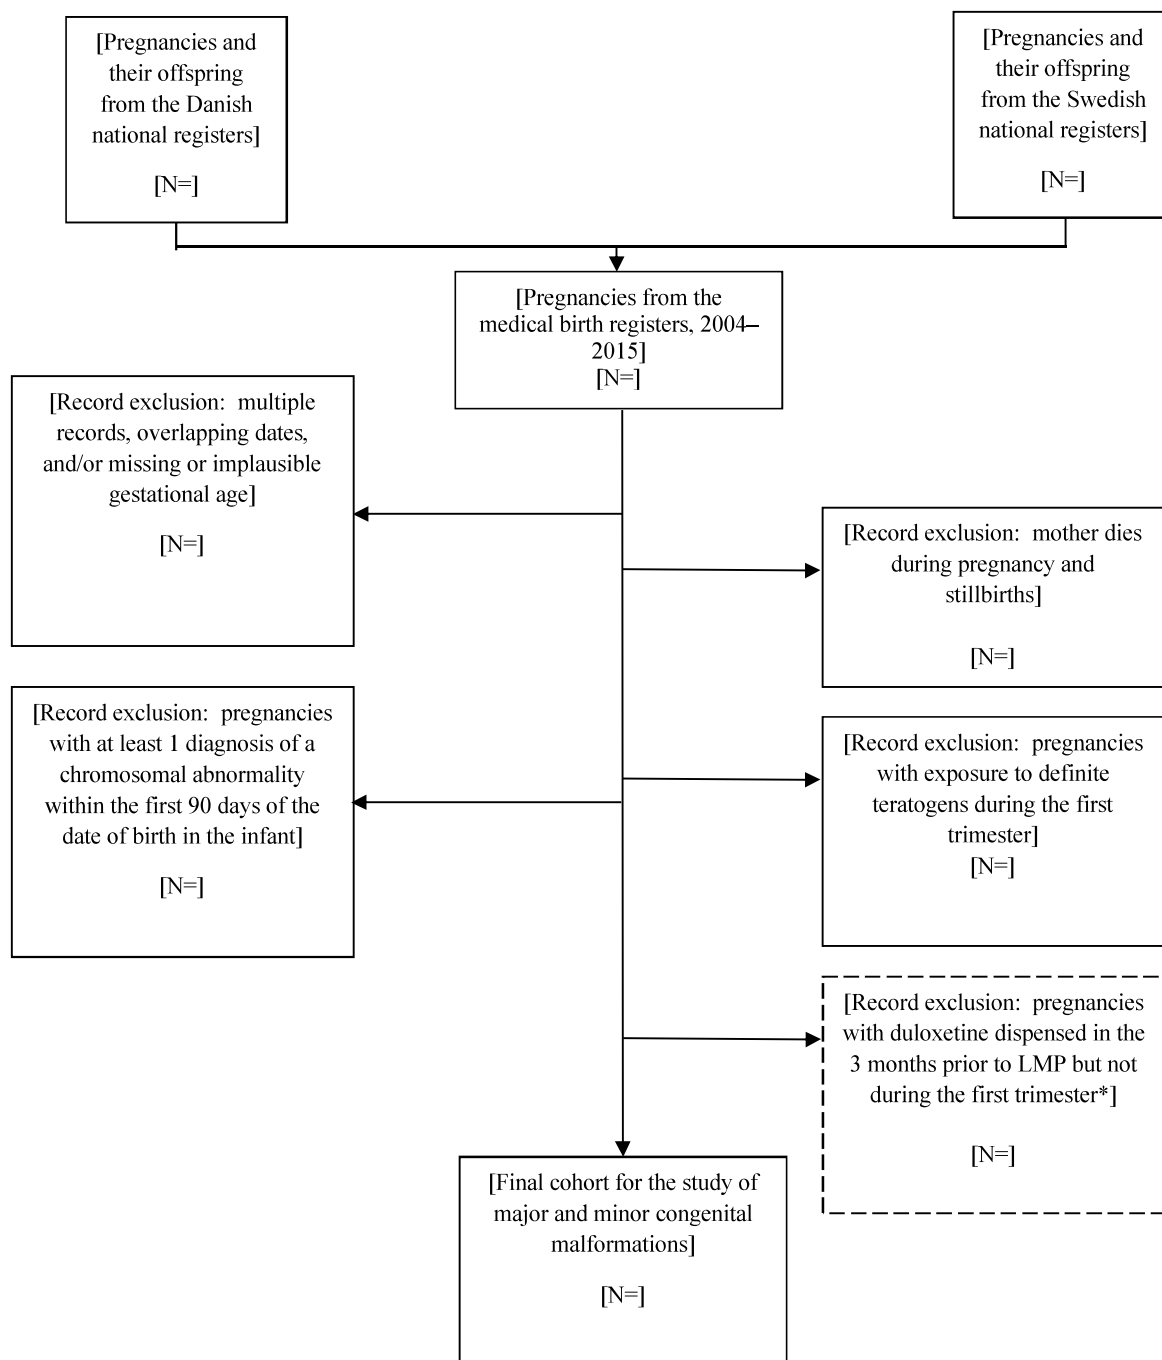 [Pregnancies and
their offspring
from the Danish
national registers]
[N=]
[Pregnancies and
their offspring
from the Swedish
national registers]
[N=]
[Pregnancies from the
medical birth registers, 2004–
2015]
[N=]
[Record exclusion:  multiple
records, overlapping dates,
and/or missing or implausible
gestational age]
[N=]
[Record exclusion:  mother dies
during pregnancy and
stillbirths]
[N=]
[Record exclusion:  pregnancies
with at least 1 diagnosis of a
chromosomal abnormality
within the first 90 days of the
date of birth in the infant]
[N=]
[Record exclusion:  pregnancies
with exposure to definite
teratogens during the first
trimester]
[N=]
[Record exclusion:  pregnancies
with duloxetine dispensed in the
3 months prior to LMP but not
during the first trimester*]
[N=]
[Final cohort for the study of
major and minor congenital
malformations]
[N=]